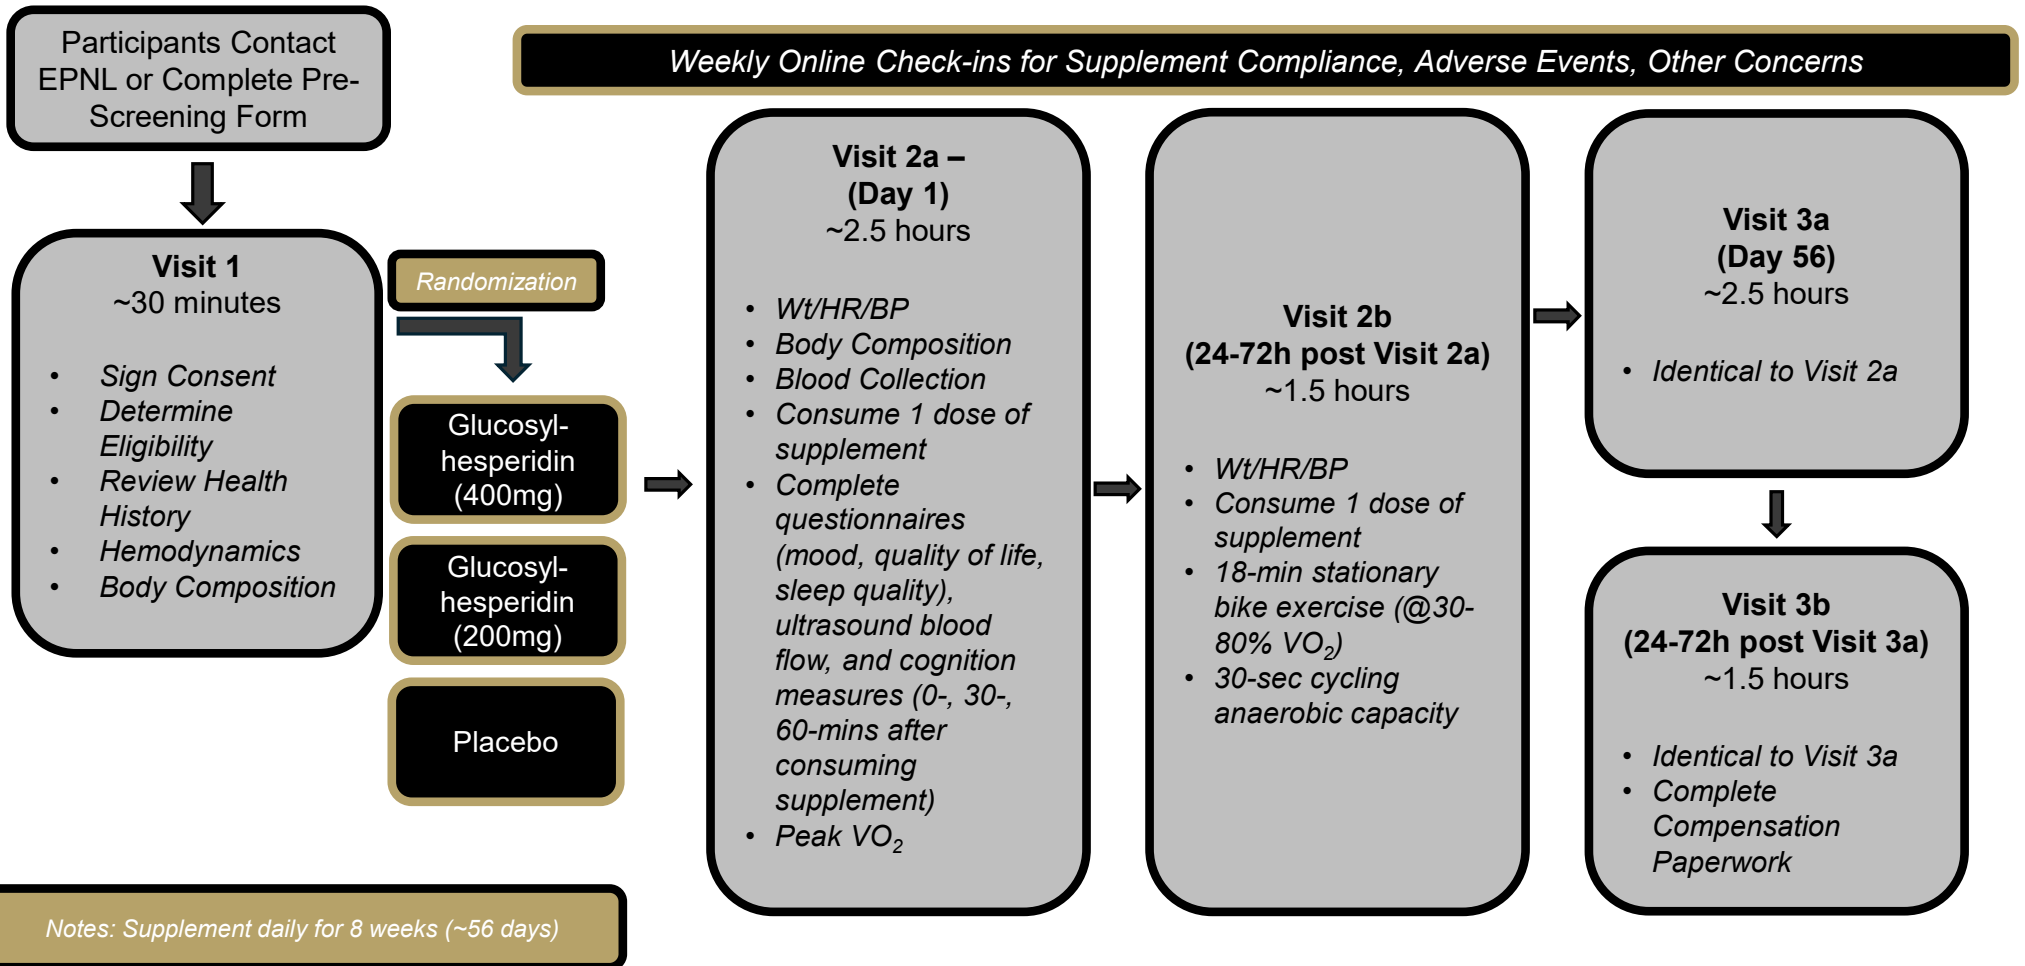 Participants Contact
EPNL or Complete Pre-
Screening Form
Weekly Online Check-ins for Supplement Compliance, Adverse Events, Other Concerns
Visit 1
~30 minutes
• Sign Consent
• Determine
Eligibility
• Review Health
History
• Hemodynamics
• Body Composition
Randomization
Glucosyl-
hesperidin
(400mg)
Glucosyl-
hesperidin
(200mg)
Placebo
Visit 2a –
(Day 1)
~2.5 hours
• Wt/HR/BP
• Body Composition
• Blood Collection
• Consume 1 dose of
supplement
• Complete
questionnaires
(mood, quality of life,
sleep quality),
ultrasound blood
flow, and cognition
measures (0-, 30-,
60-mins after
consuming
supplement)
• Peak VO₂
Visit 2b
(24-72h post Visit 2a)
~1.5 hours
• Wt/HR/BP
• Consume 1 dose of
supplement
• 18-min stationary
bike exercise (@30-
80% VO₂)
• 30-sec cycling
anaerobic capacity
Visit 3a
(Day 56)
~2.5 hours
• Identical to Visit 2a
Visit 3b
(24-72h post Visit 3a)
~1.5 hours
• Identical to Visit 3a
• Complete
Compensation
Paperwork
Notes: Supplement daily for 8 weeks (~56 days)